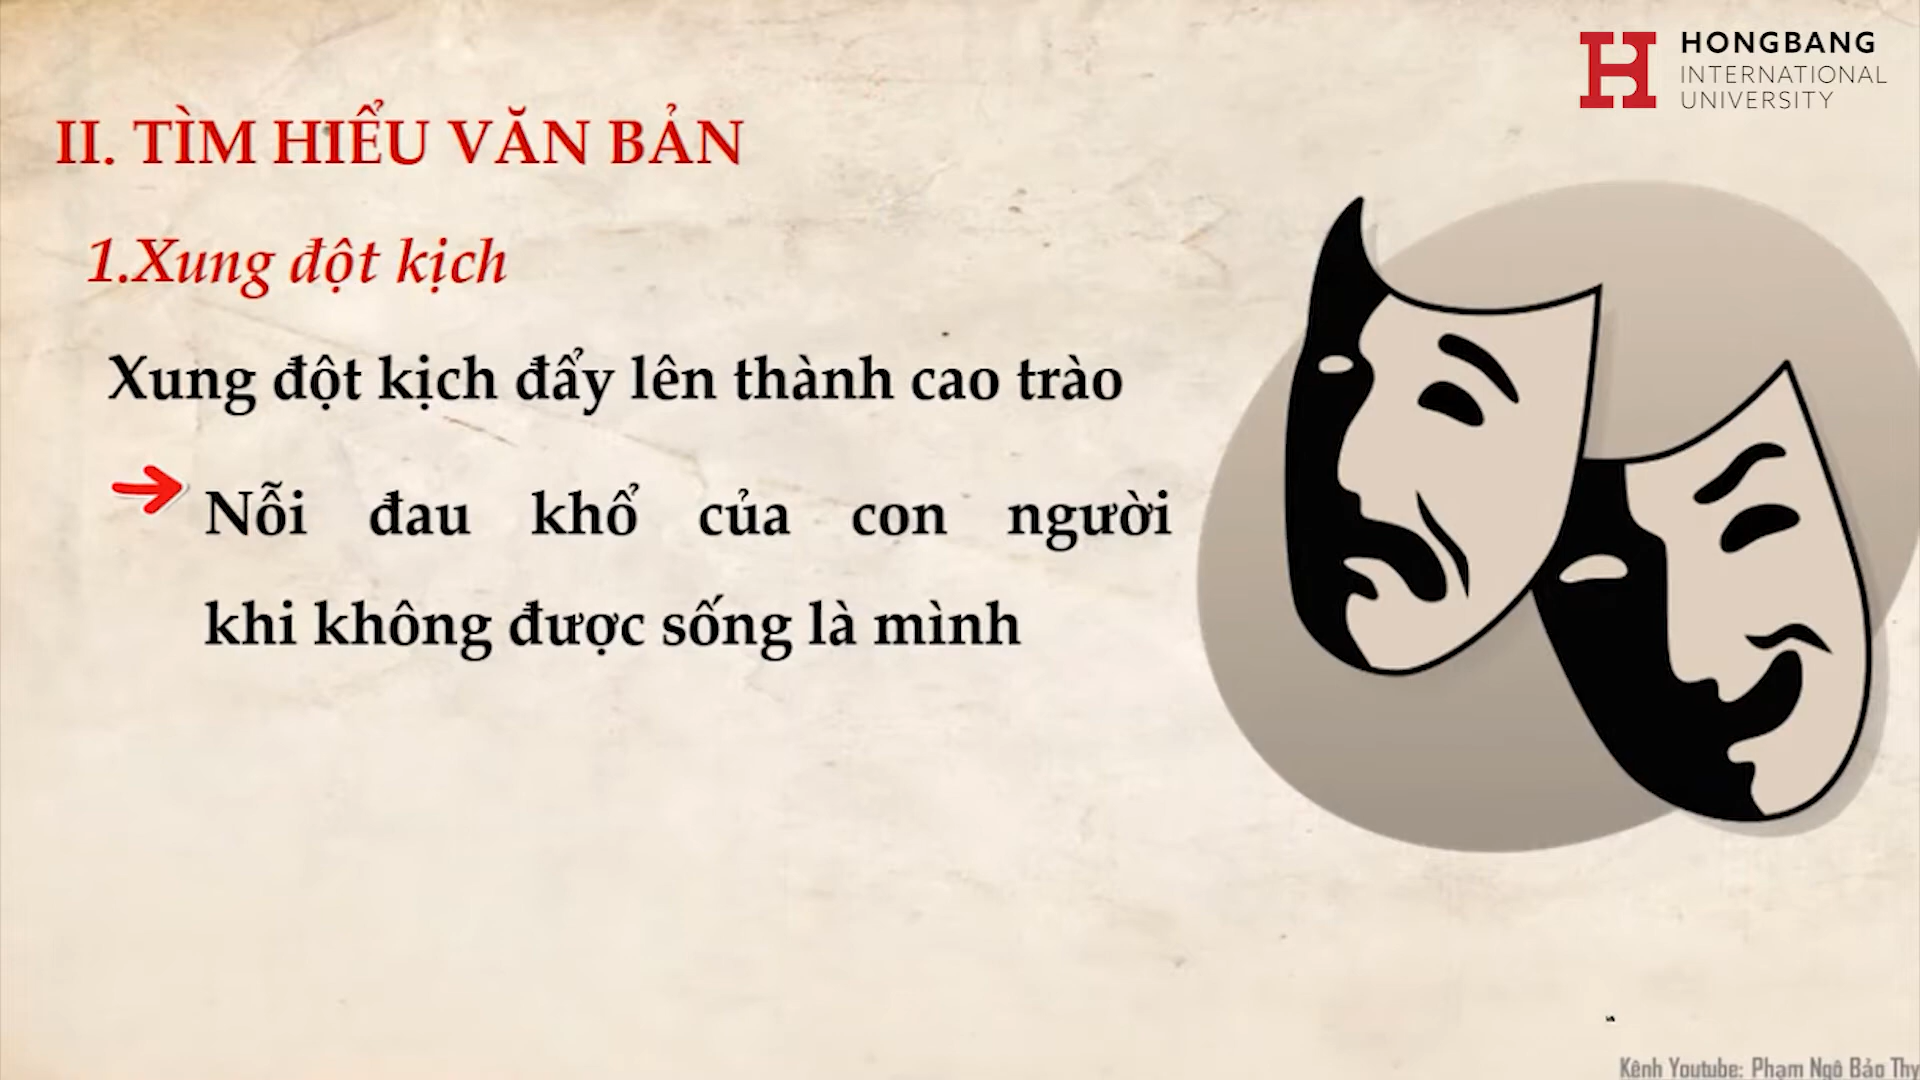 HONGBANG
INTERNATIONAL
UNIVERSITY
II. TÌM HIỂU VĂN BẢN
1.Xung đột kịch
Xung đột kịch đẩy lên thành cao trào
Nỗi đau khổ của con người
khi không được sống là mình
Kênh Youtube: Phạm Ngô Bảo Thy